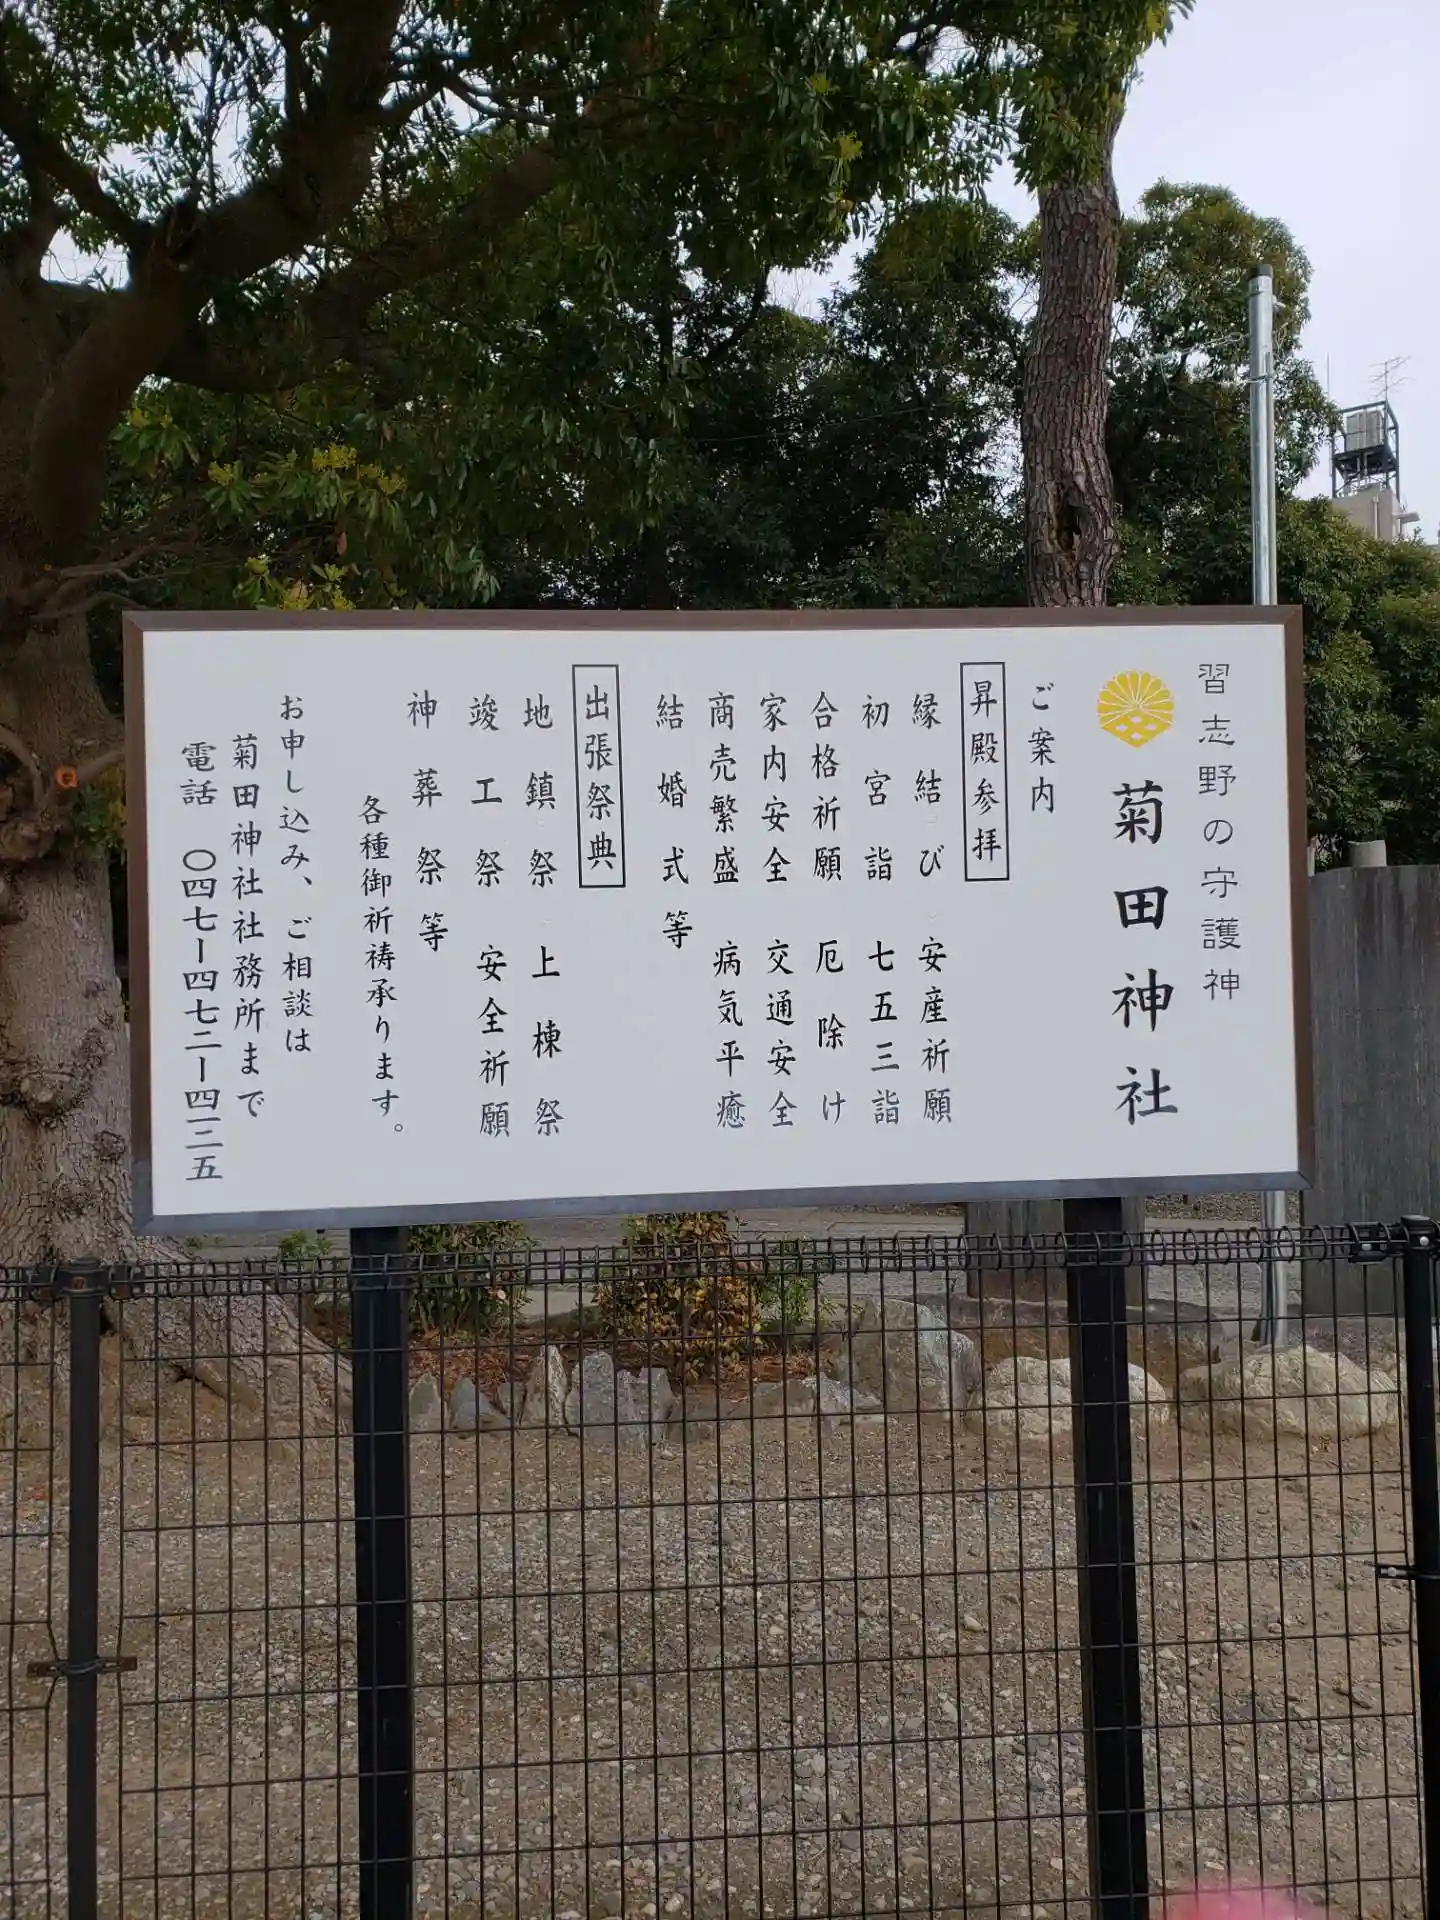 習志野の守護神
菊田神社
ご案内
昇殿参拝
縁結び 安産祈願
初宮詣 七五三詣
合格祈願 厄除け
家内安全 交通安全
商売繁盛 病気平癒
結婚式等
出張祭典
地鎮祭 上棟祭
竣工祭 安全祈願
神葬祭等
各種御祈祷承ります。
お申し込み、ご相談は
菊田神社社務所まで
電話 〇四七ー四七二ー四一二五